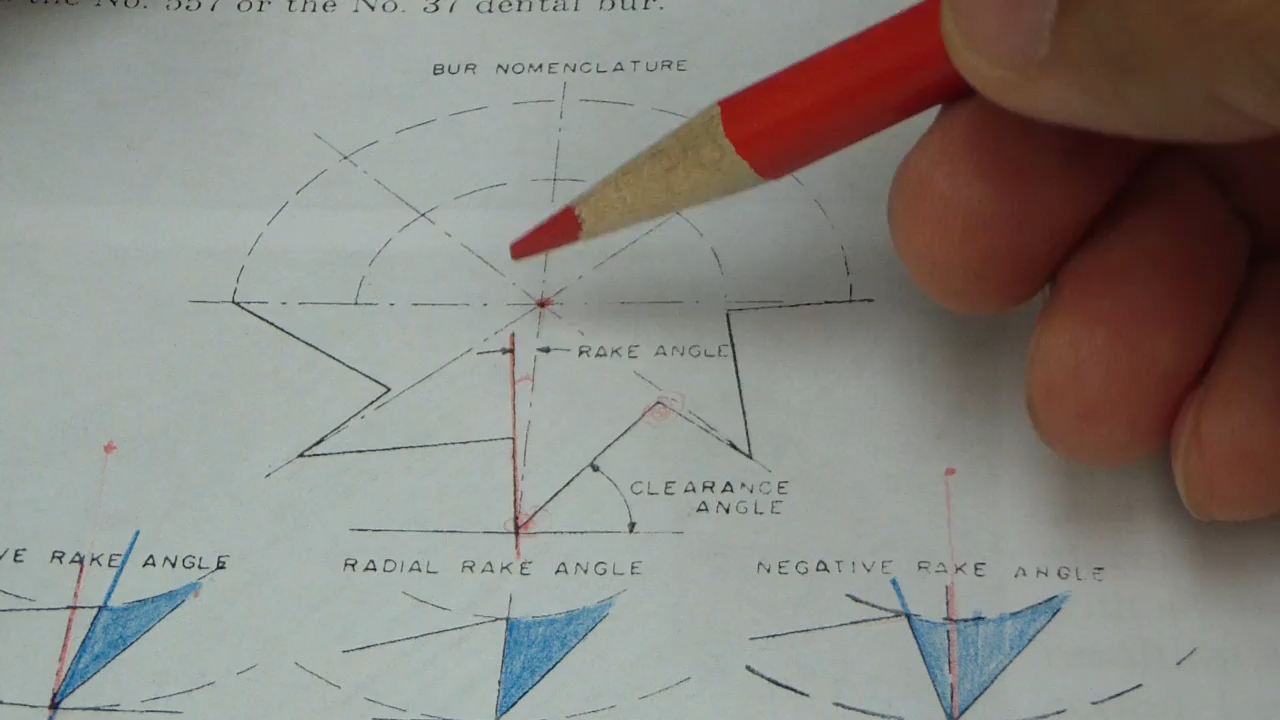 the No. 557 or the No. 37 dental bur.
BUR NOMENCLATURE
RAKE ANGLE
CLEARANCE
ANGLE
VE RAKE ANGLE
RADIAL RAKE ANGLE
NEGATIVE RAKE ANGLE